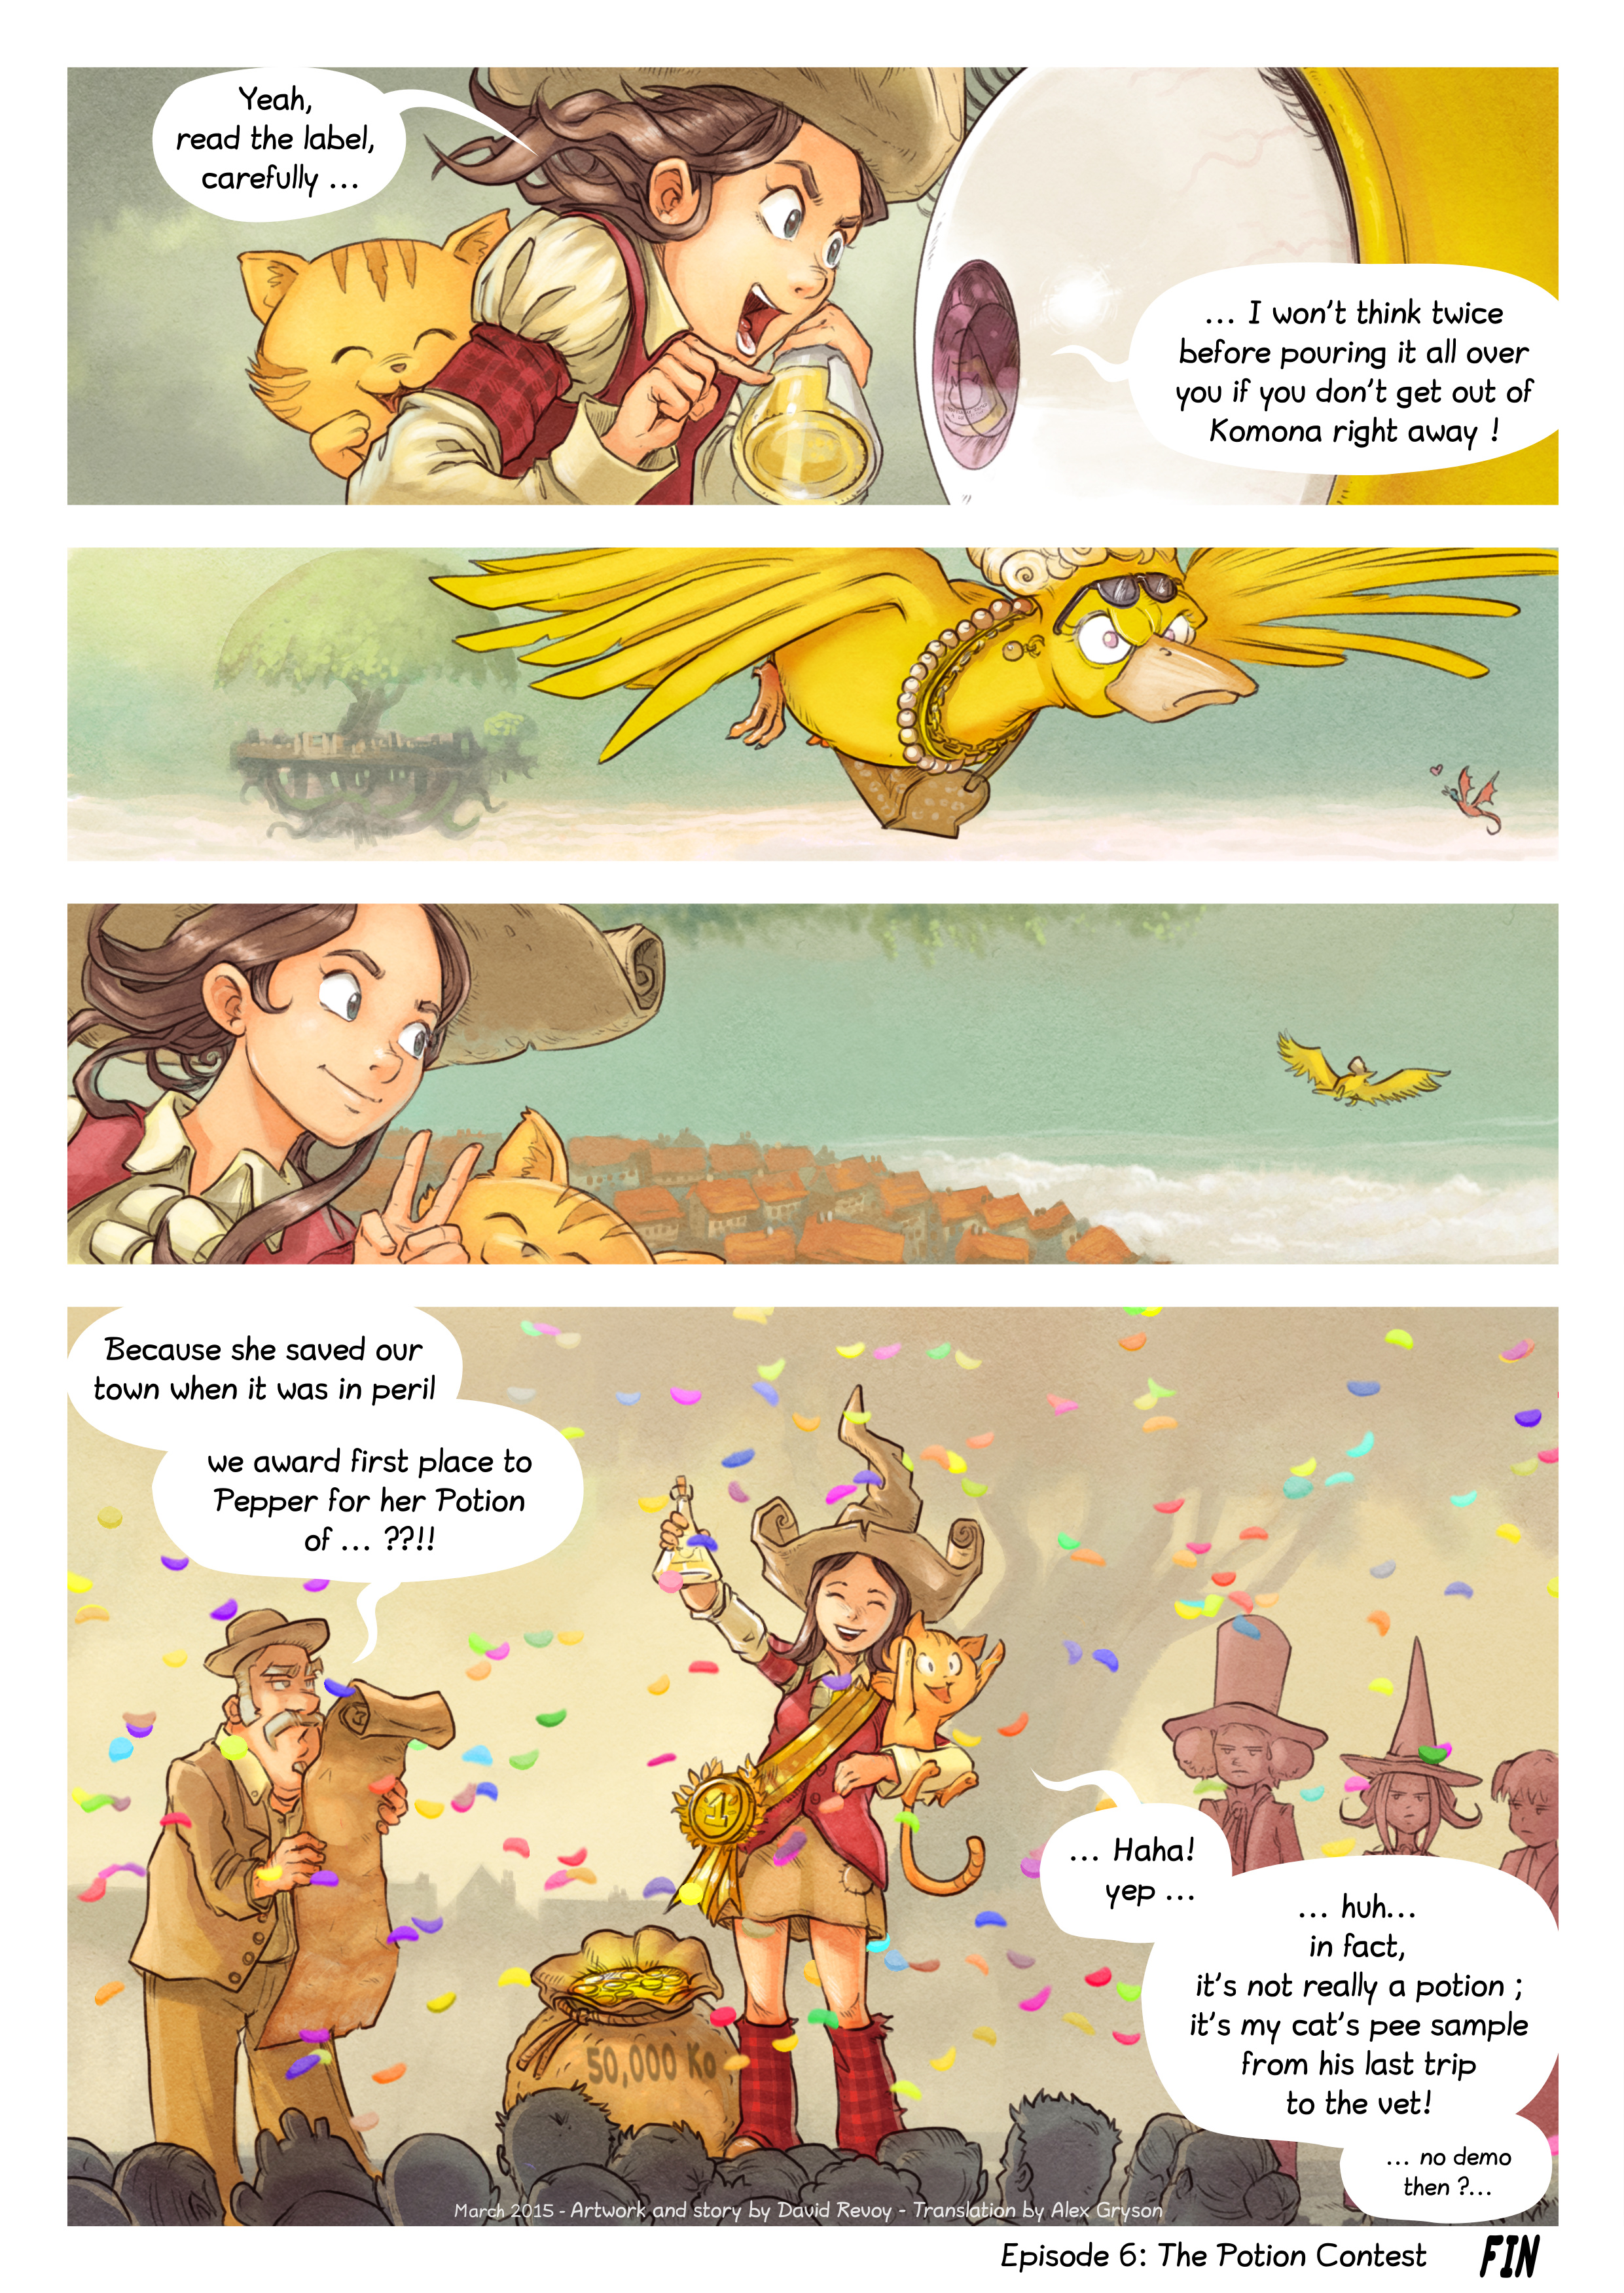 Yeah,
read the label,
carefully ...
... I won't think twice
before pouring it all over
you if you don't get out of
Komona right away !
Because she saved our
town when it was in peril
we award first place to
Pepper for her Potion
of ... ??!!
1
50,000 Ko
... Haha!
yep ...
... huh...
in fact,
it's not really a potion ;
it's my cat's pee sample
from his last trip
to the vet!
... no demo
then ?...
March 2015 - Artwork and story by David Revoy - Translation by Alex Gryson
Episode 6: The Potion Contest
FIN